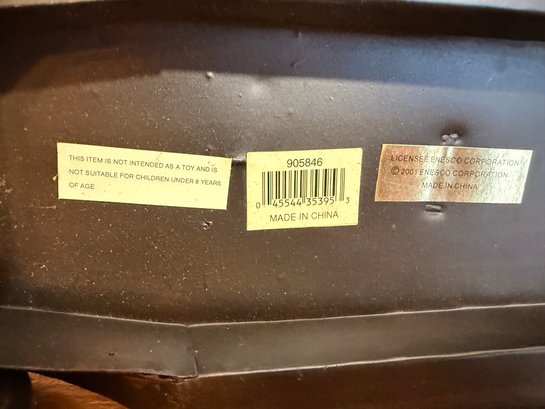 THIS ITEM IS NOT INTENDED AS A TOY AND IS
NOT SUITABLE FOR CHILDREN UNDER 8 YEARS
OF AGE
905846
0 45544 35395 3
MADE IN CHINA
LICENSEE ENESCO CORPORATION
© 2001 ENESCO CORPORATION
MADE IN CHINA